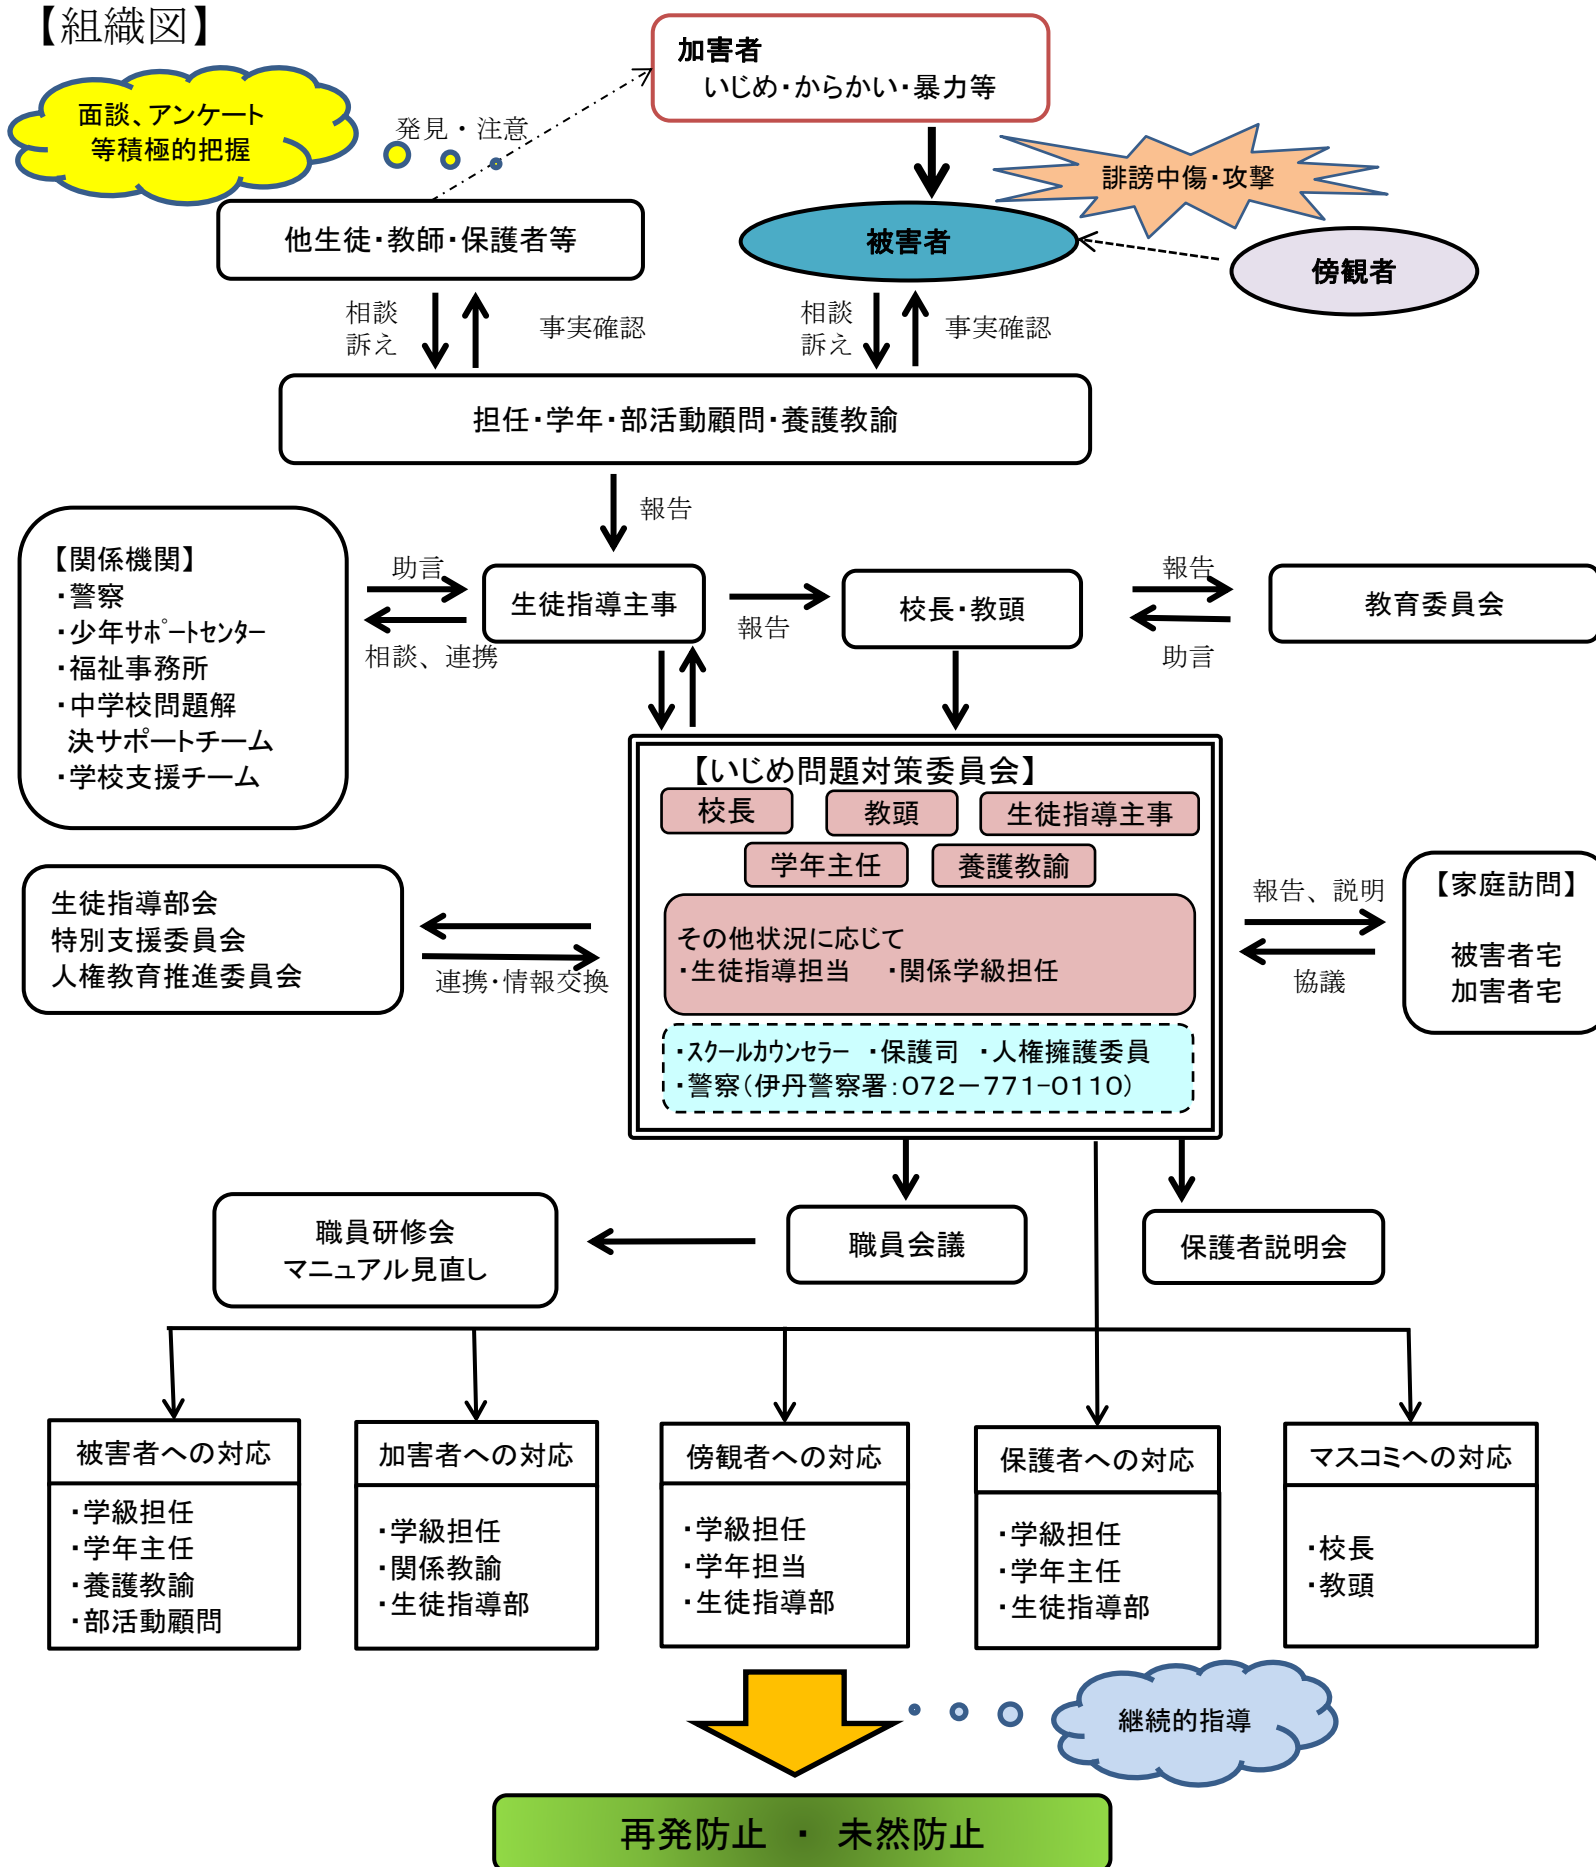 【組織図】
加害者
いじめ・からかい・暴力等
面談、アンケート
等積極的把握
発見・注意
誹謗中傷・攻撃
他生徒・教師・保護者等
被害者
傍観者
相談
訴え
事実確認
相談
訴え
事実確認
担任・学年・部活動顧問・養護教諭
報告
【関係機関】
・警察
・少年サポートセンター
・福祉事務所
・中学校問題解
決サポートチーム
・学校支援チーム
助言
相談、連携
生徒指導主事
報告
校長・教頭
報告
助言
教育委員会
【いじめ問題対策委員会】
校長
教頭
生徒指導主事
学年主任
養護教諭
その他状況に応じて
・生徒指導担当 ・関係学級担任
・スクールカウンセラー ・保護司 ・人権擁護委員
・警察(伊丹警察署:072-771-0110)
生徒指導部会
特別支援委員会
人権教育推進委員会
連携・情報交換
報告、説明
協議
【家庭訪問】
被害者宅
加害者宅
職員研修会
マニュアル見直し
職員会議
保護者説明会
被害者への対応
・学級担任
・学年主任
・養護教諭
・部活動顧問
加害者への対応
・学級担任
・関係教諭
・生徒指導部
傍観者への対応
・学級担任
・学年担当
・生徒指導部
保護者への対応
・学級担任
・学年主任
・生徒指導部
マスコミへの対応
・校長
・教頭
継続的指導
再発防止 ・ 未然防止